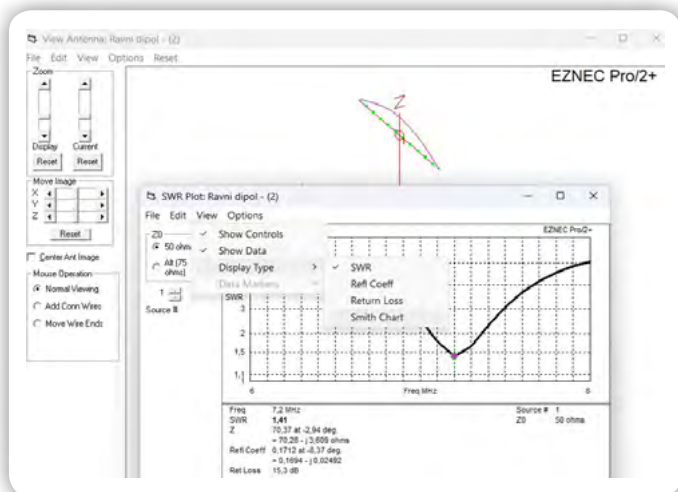 View Antenna: Ravni dipol - (2)
File Edit View Options Reset
Zoom
Display Current
Reset Reset
Move Image
X
Y
Z
Reset
Center Ant Image
Mouse Operation
Normal Viewing
Add Conn Wires
Move Wire Ends
EZNEC Pro/2+
Z
SWR Plot: Ravni dipol - (2)
File Edit View Options
Z0
50 ohms
Alt (75
ohms)
1
Source #
Show Controls
Show Data
Display Type
Data Markers
SWR
Refl Coeff
Return Loss
Smith Chart
EZNEC Pro/2+
SWR
3
2
1,5
1,1
6 Freq MHz 8
Freq 7,2 MHz Source # 1
SWR 1,41 Z0 50 ohms
Z 70,37 at -2,94 deg.
= 70,28 - j 3,609 ohms
Refl Coeff 0,1712 at -8,37 deg.
= 0,1694 - j 0,02492
Ret Loss 15,3 dB